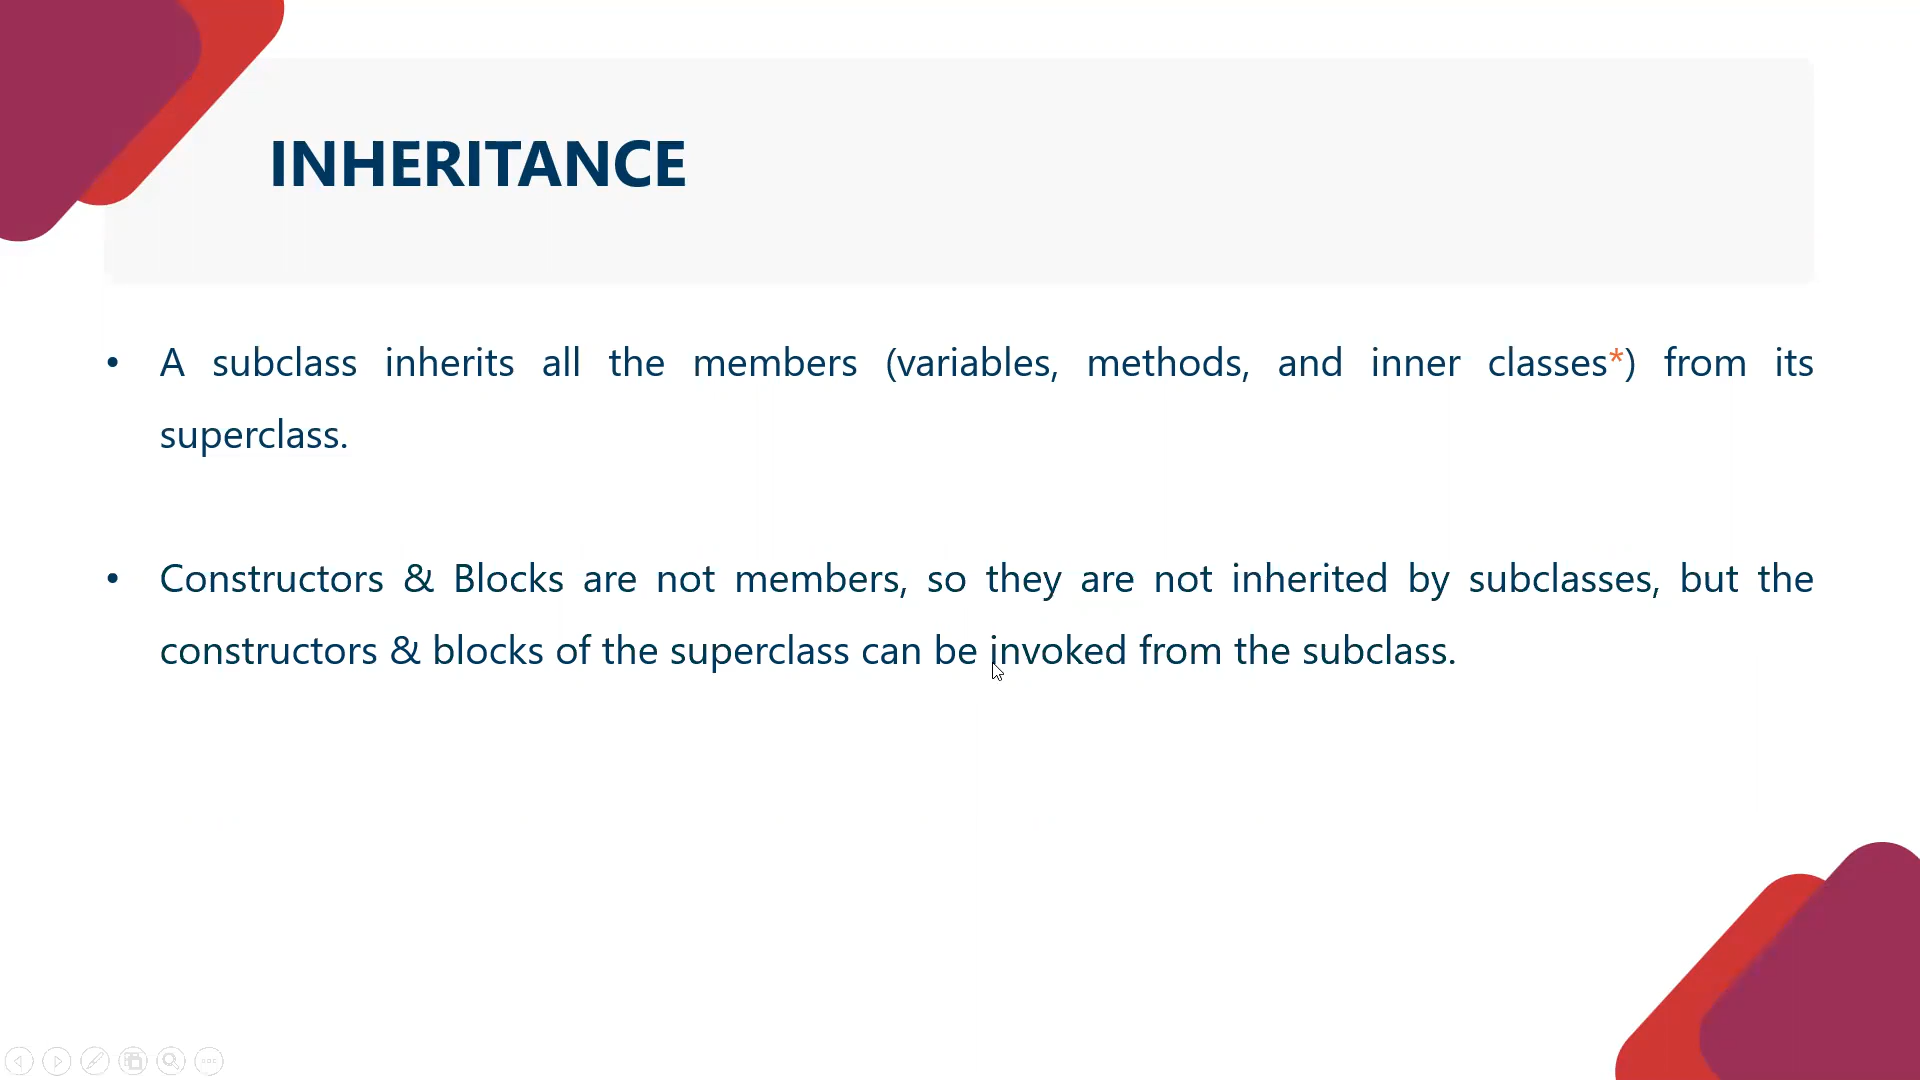 INHERITANCE
• A subclass inherits all the members (variables, methods, and inner classes*) from its
superclass.
• Constructors & Blocks are not members, so they are not inherited by subclasses, but the
constructors & blocks of the superclass can be invoked from the subclass.